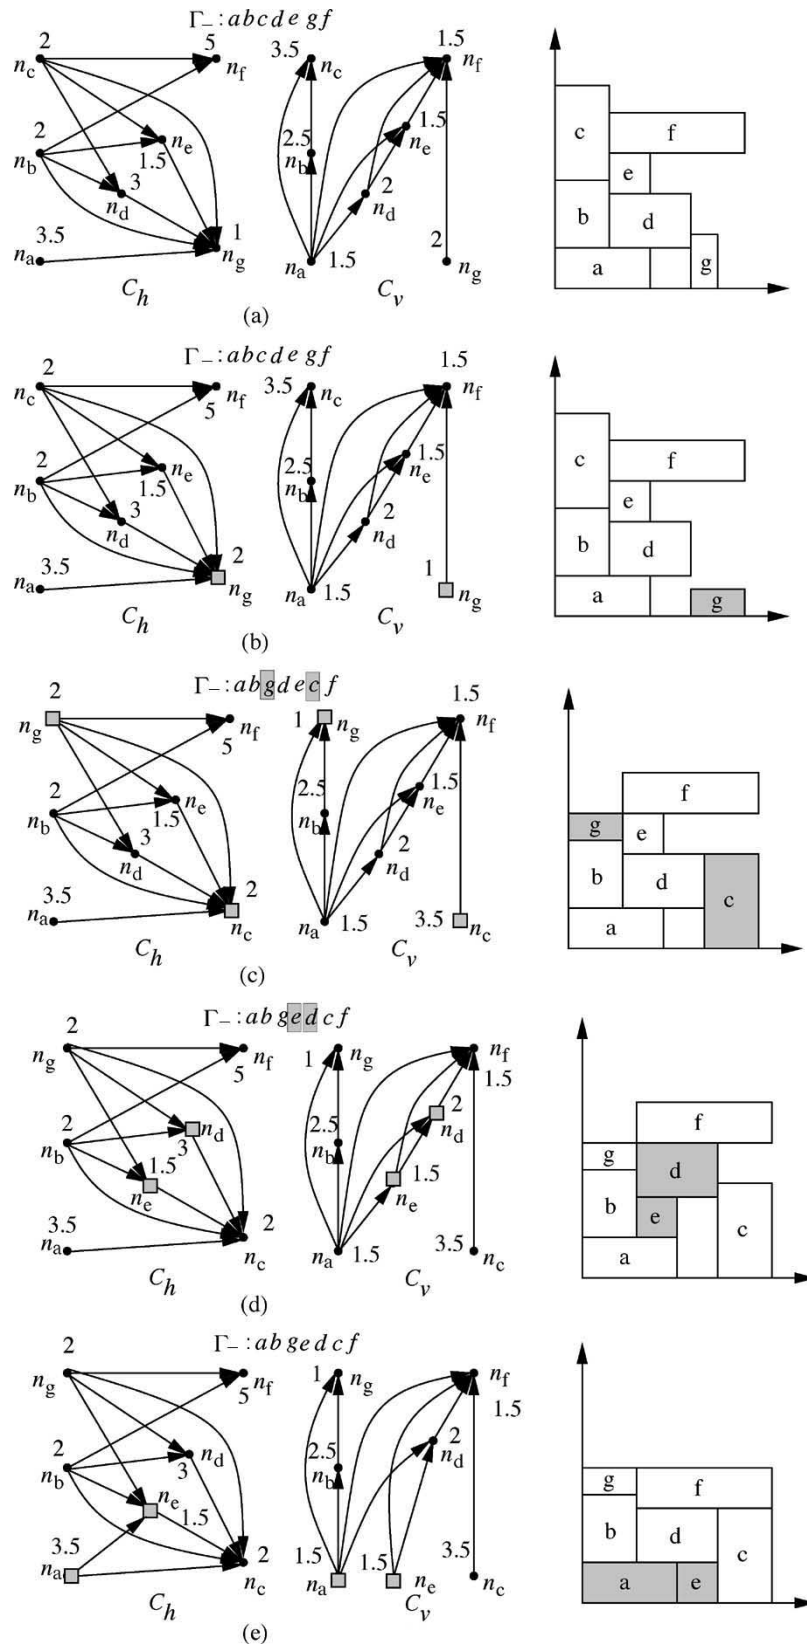 Γ₋ : a b c d e g f
2 5 3.5 1.5
n_c n_f n_c n_f
c f
2 n_e 2.5 1.5
n_b 1.5 n_b n_e e
3 2 b d
n_d n_d
3.5 1 2
n_a n_g n_a 1.5 n_g a g
C_h C_v
(a)
Γ₋ : a b c d e g f
2 1.5
n_c n_f 3.5 n_c n_f
5 c f
2 n_e 2.5 1.5
n_b 1.5 n_b n_e e
3 2 b d
n_d n_d
3.5 2 1
n_a n_g n_a 1.5 n_g a g
C_h C_v
(b)
Γ₋ : a b g d e c f
2 1.5
n_g n_f 1 n_g n_f
5 f
2 n_e 2.5 1.5
n_b 1.5 n_b n_e g e
3 2 b d c
n_d n_d
3.5 2
n_a n_c n_a 1.5 3.5 n_c a
C_h C_v
(c)
Γ₋ : a b g e d c f
2 n_f
n_g n_f 1 n_g 1.5
5 f
2 n_d 2.5 2
n_b 3 n_b n_d g d
1.5 1.5 b e c
n_e n_e
3.5 2 3.5
n_a n_c n_a 1.5 n_c a
C_h C_v
(d)
Γ₋ : a b g e d c f
2
n_g n_f 1 n_g n_f
5 1.5
2 n_d 2.5 2
n_b 3 n_b n_d g f
n_e b d c
1.5
3.5 2 1.5 1.5 3.5
n_a n_c n_a n_e n_c a e
C_h C_v
(e)